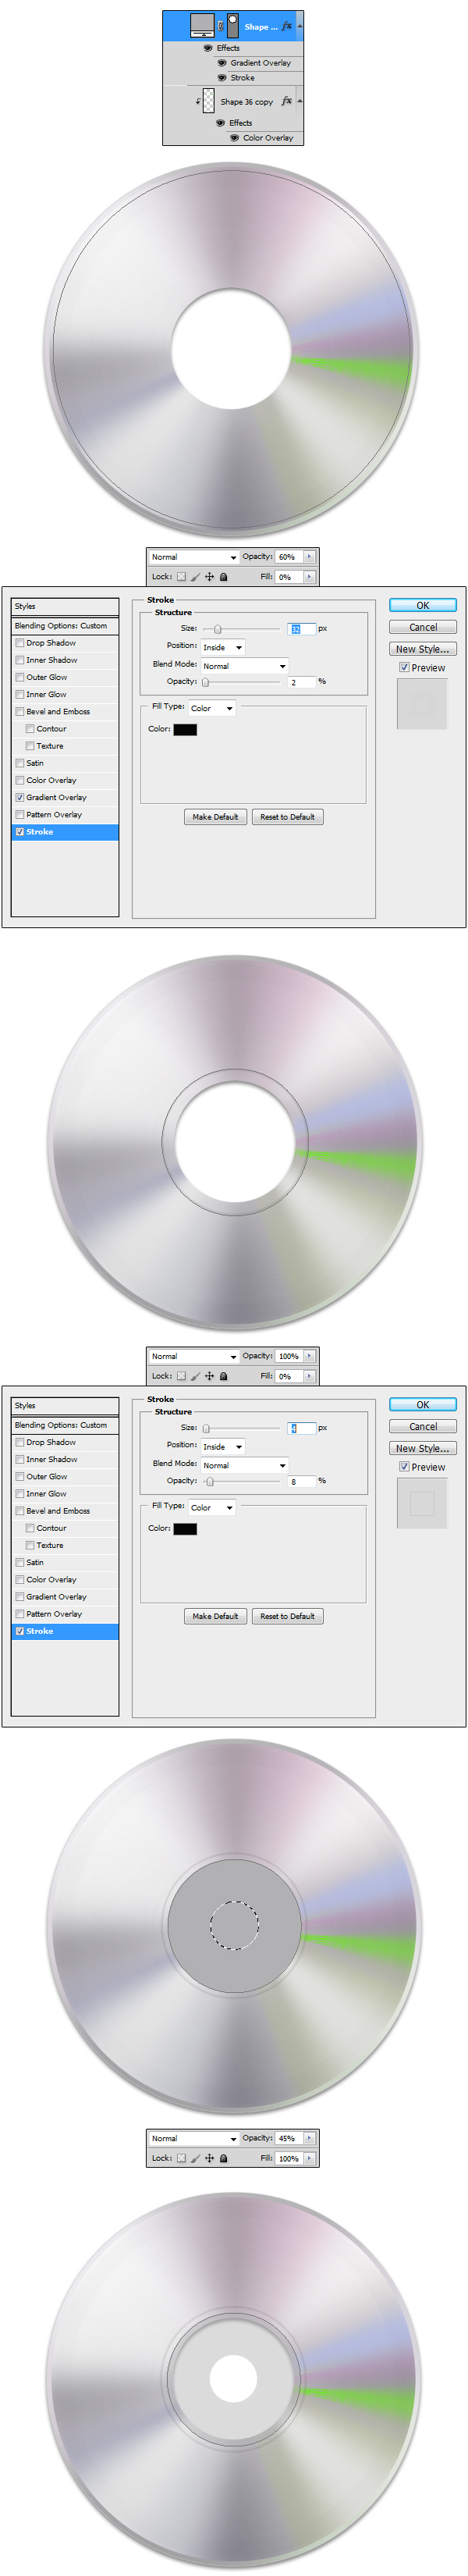 Shape ... fx
Effects
Gradient Overlay
Stroke
Shape 36 copy fx
Effects
Color Overlay
Normal Opacity: 60%
Lock: Fill: 0%
Styles
Blending Options: Custom
Drop Shadow
Inner Shadow
Outer Glow
Inner Glow
Bevel and Emboss
Contour
Texture
Satin
Color Overlay
Gradient Overlay
Pattern Overlay
Stroke
Stroke
Structure
Size: 32 px
Position: Inside
Blend Mode: Normal
Opacity: 2 %
Fill Type: Color
Color:
Make Default Reset to Default
OK
Cancel
New Style...
Preview
Normal Opacity: 100%
Lock: Fill: 0%
Styles
Blending Options: Custom
Drop Shadow
Inner Shadow
Outer Glow
Inner Glow
Bevel and Emboss
Contour
Texture
Satin
Color Overlay
Gradient Overlay
Pattern Overlay
Stroke
Stroke
Structure
Size: 4 px
Position: Inside
Blend Mode: Normal
Opacity: 8 %
Fill Type: Color
Color:
Make Default Reset to Default
OK
Cancel
New Style...
Preview
Normal Opacity: 45%
Lock: Fill: 100%